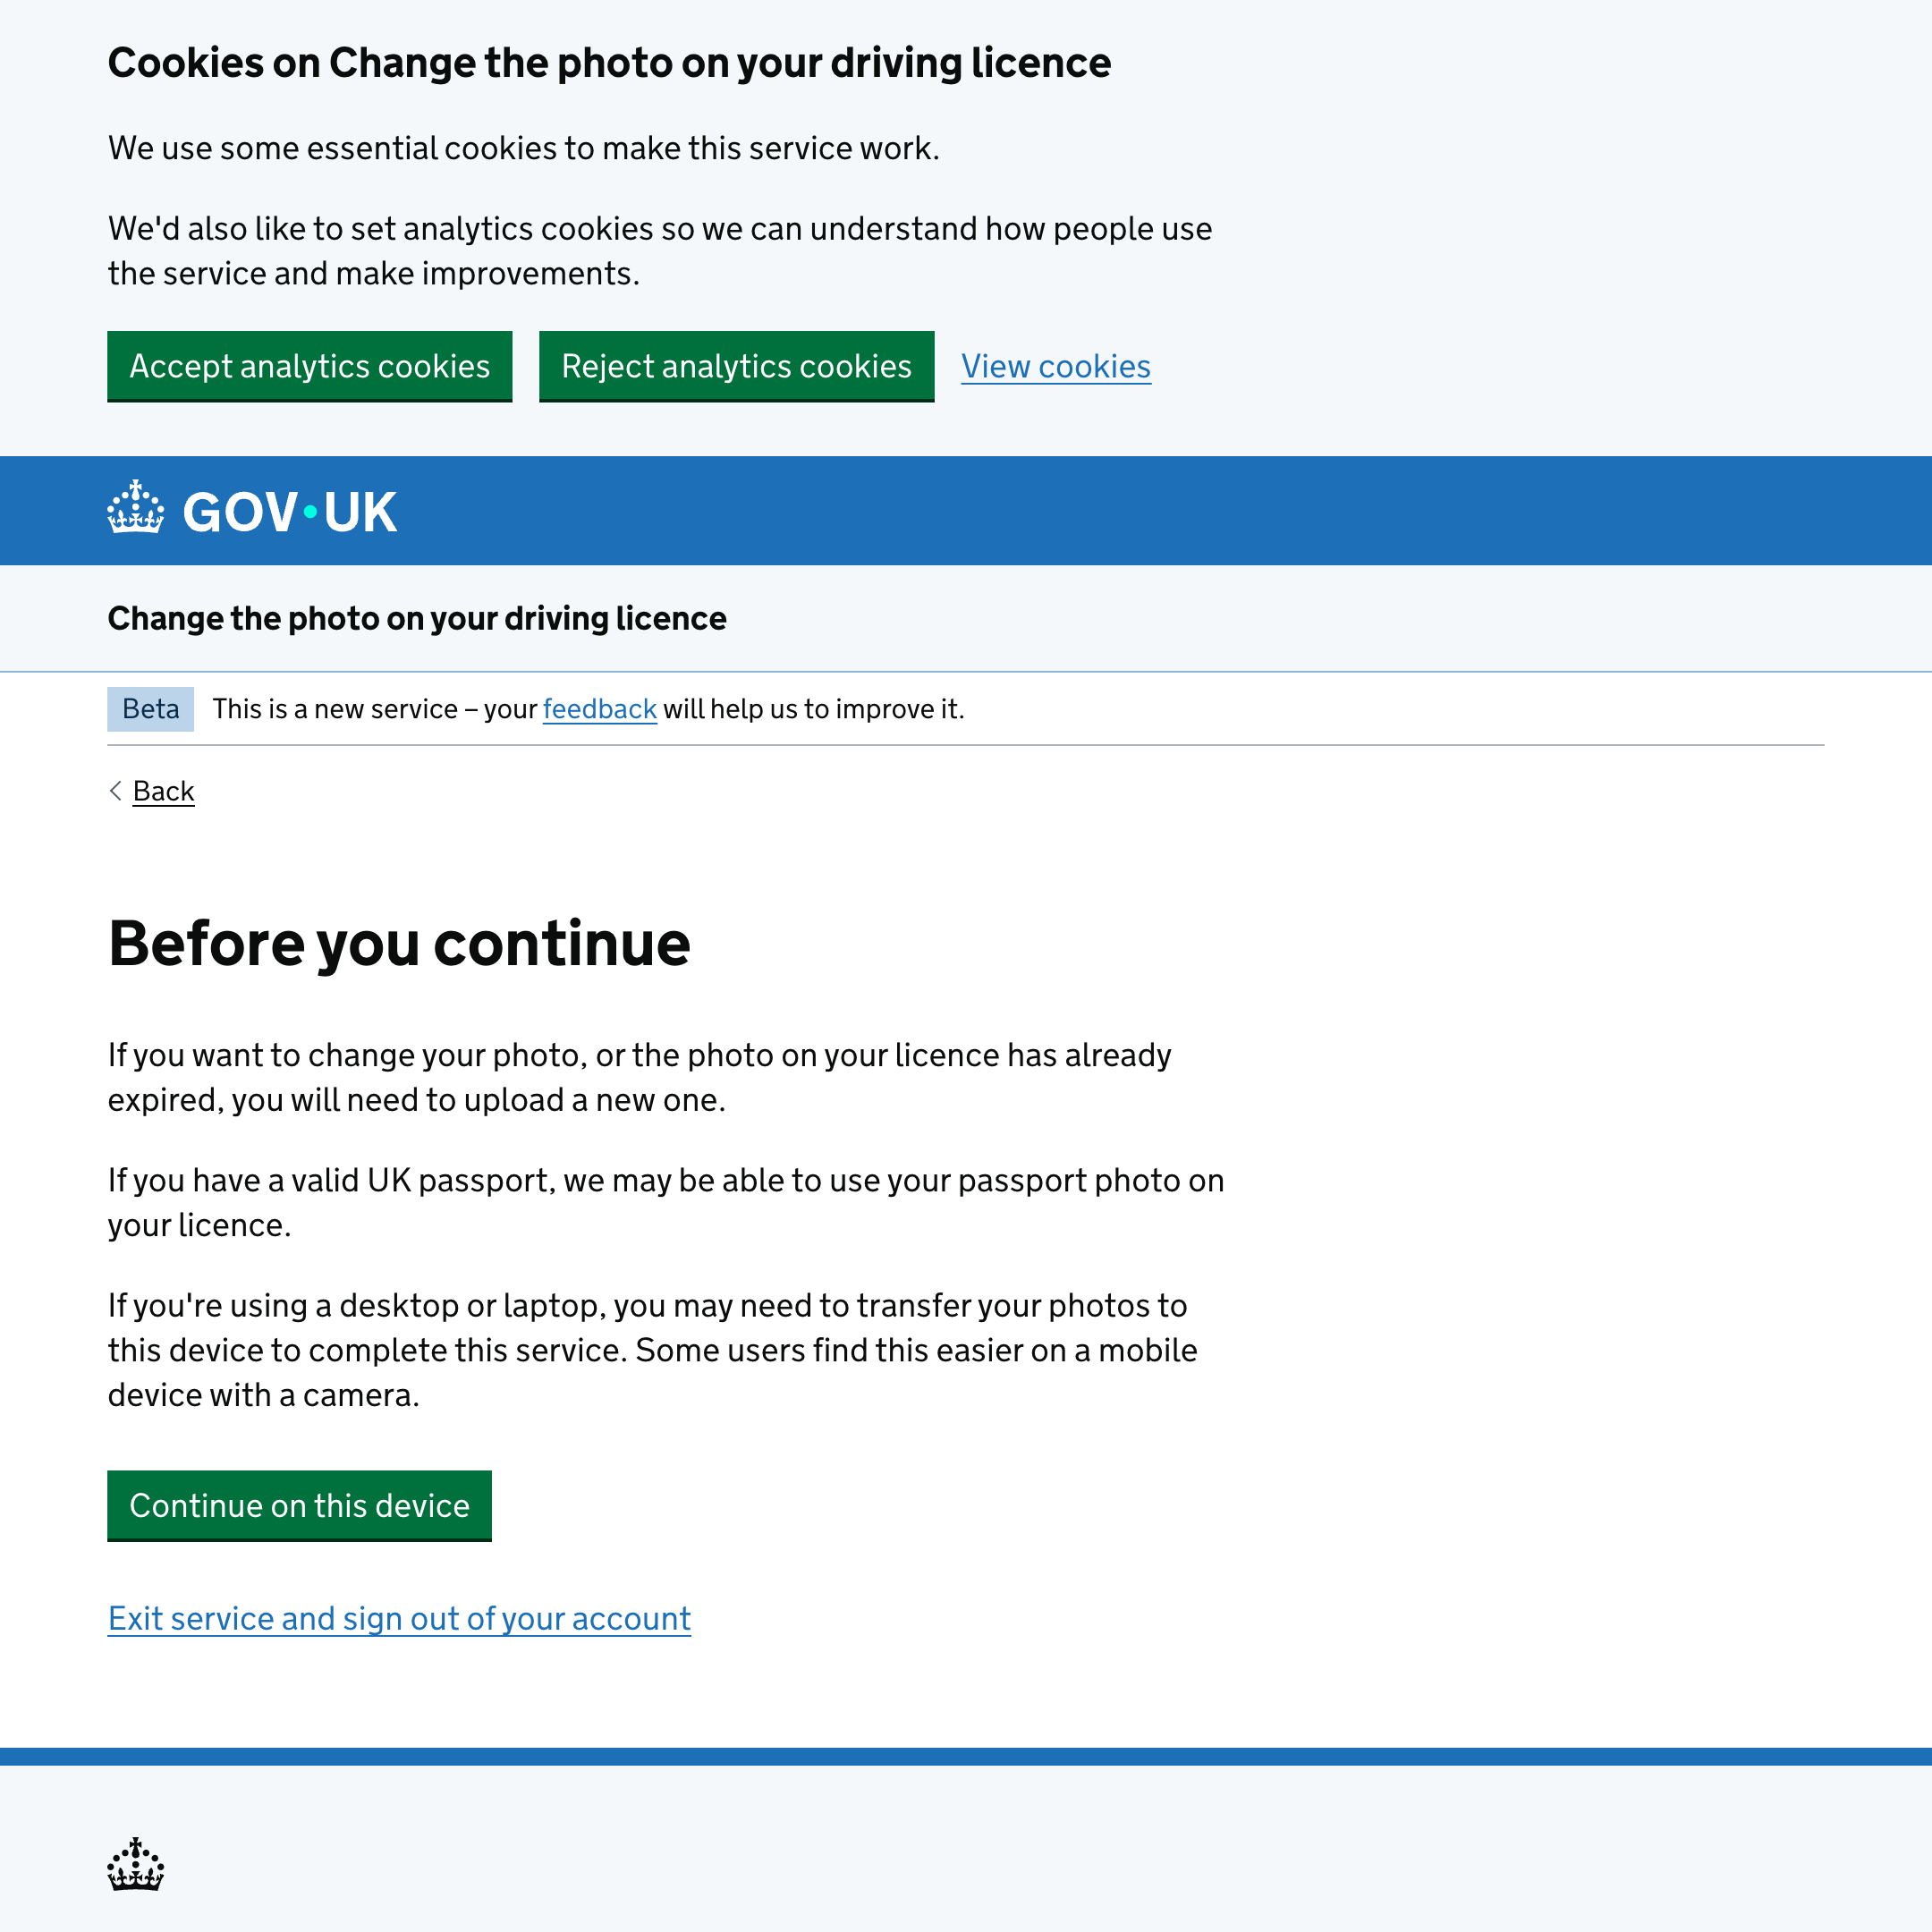 Cookies on Change the photo on your driving licence
We use some essential cookies to make this service work.
We'd also like to set analytics cookies so we can understand how people use
the service and make improvements.
Accept analytics cookies
Reject analytics cookies
View cookies
GOV·UK
Change the photo on your driving licence
Beta
This is a new service – your feedback will help us to improve it.
Back
Before you continue
If you want to change your photo, or the photo on your licence has already
expired, you will need to upload a new one.
If you have a valid UK passport, we may be able to use your passport photo on
your licence.
If you're using a desktop or laptop, you may need to transfer your photos to
this device to complete this service. Some users find this easier on a mobile
device with a camera.
Continue on this device
Exit service and sign out of your account